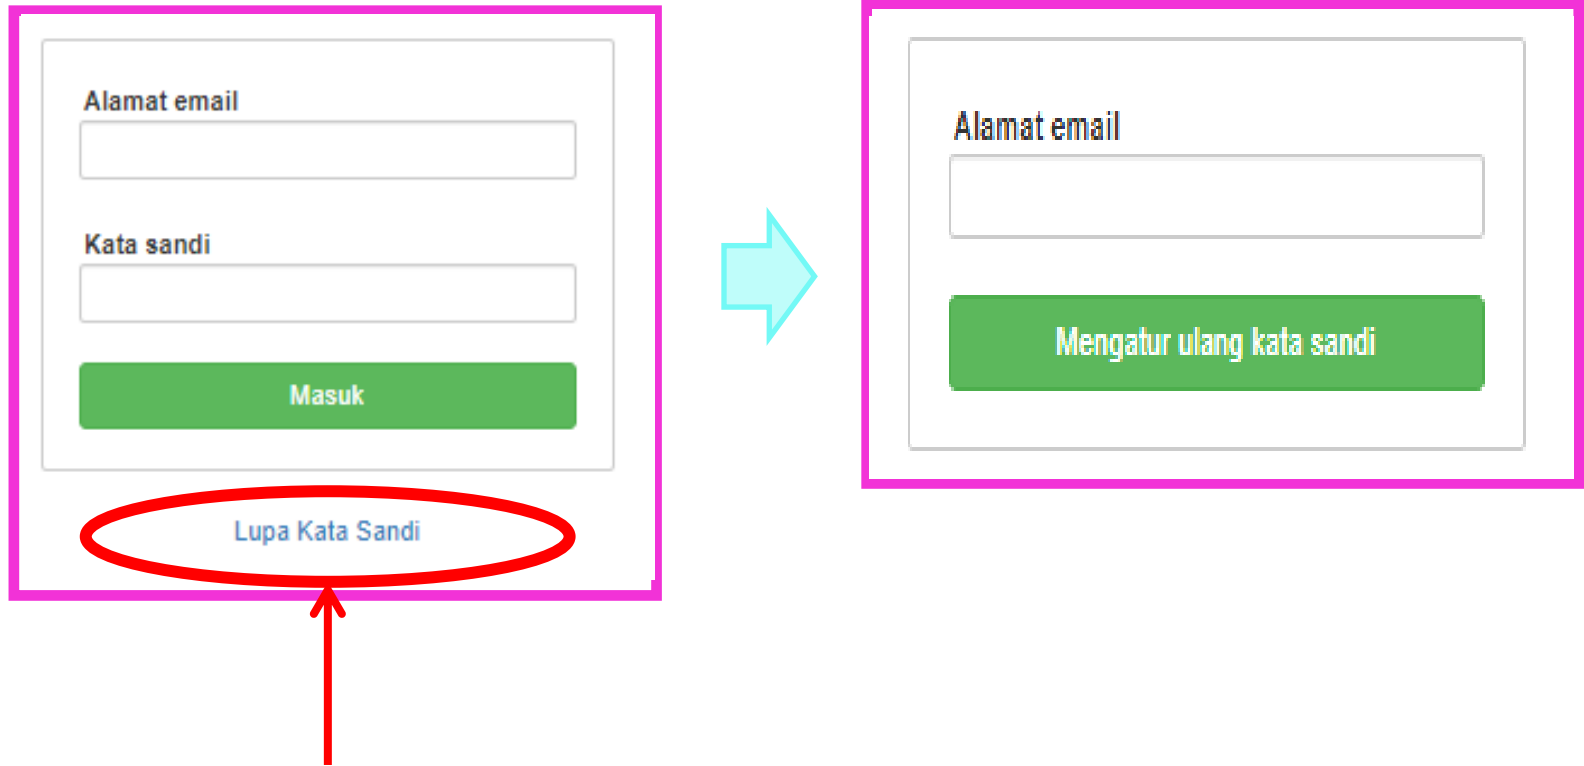 Alamat email
Kata sandi
Masuk
Lupa Kata Sandi
Alamat email
Mengatur ulang kata sandi